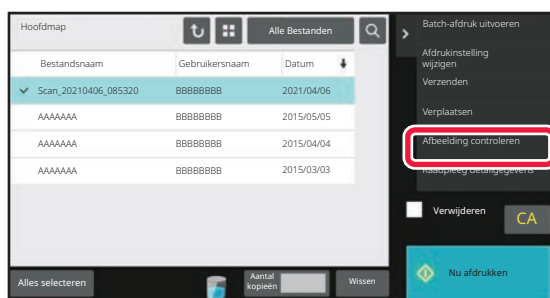 Hoofdmap
Alle Bestanden
Bestandsnaam Gebruikersnaam Datum
Scan_20210406_085320 BBBBBBBB 2021/04/06
AAAAAAA BBBBBBBB 2015/05/05
AAAAAAA BBBBBBBB 2015/04/04
AAAAAAA BBBBBBBB 2015/03/03
Alles selecteren
Aantal
kopieën
Wissen
Batch-afdruk uitvoeren
Afdrukinstelling
wijzigen
Verzenden
Verplaatsen
Afbeelding controleren
Raadpleeg detailgegevens
Verwijderen
CA
Nu afdrukken